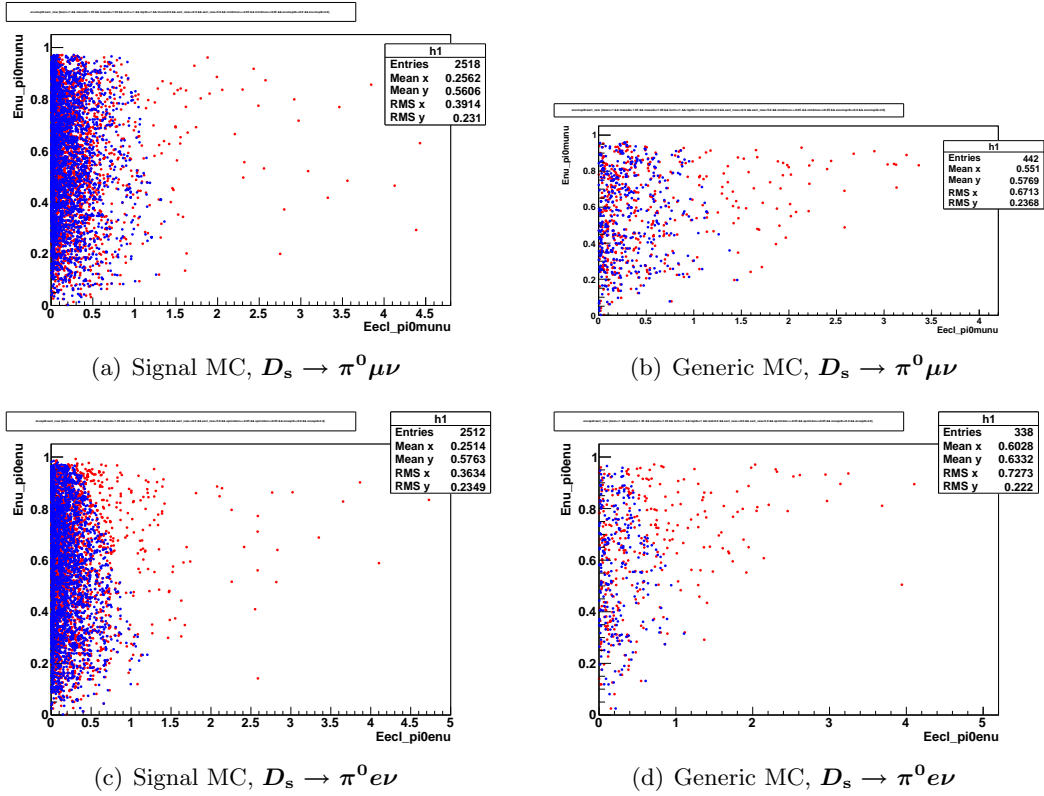 h1
Entries 2518
Mean x 0.2562
Mean y 0.5606
RMS x 0.3914
RMS y 0.231
Enu_pi0munu
1
0.8
0.6
0.4
0.2
0
0 0.5 1 1.5 2 2.5 3 3.5 4 4.5
Eecl_pi0munu
(a) Signal MC, Ds → π⁰μν
h1
Entries 442
Mean x 0.551
Mean y 0.5769
RMS x 0.6713
RMS y 0.2368
Enu_pi0munu
1
0.8
0.6
0.4
0.2
0
0 0.5 1 1.5 2 2.5 3 3.5 4
Eecl_pi0munu
(b) Generic MC, Ds → π⁰μν
h1
Entries 2512
Mean x 0.2514
Mean y 0.5763
RMS x 0.3634
RMS y 0.2349
Enu_pi0enu
1
0.8
0.6
0.4
0.2
0
0 0.5 1 1.5 2 2.5 3 3.5 4 4.5 5
Eecl_pi0enu
(c) Signal MC, Ds → π⁰eν
h1
Entries 338
Mean x 0.6028
Mean y 0.6332
RMS x 0.7273
RMS y 0.222
Enu_pi0enu
1
0.8
0.6
0.4
0.2
0
0 1 2 3 4 5
Eecl_pi0enu
(d) Generic MC, Ds → π⁰eν